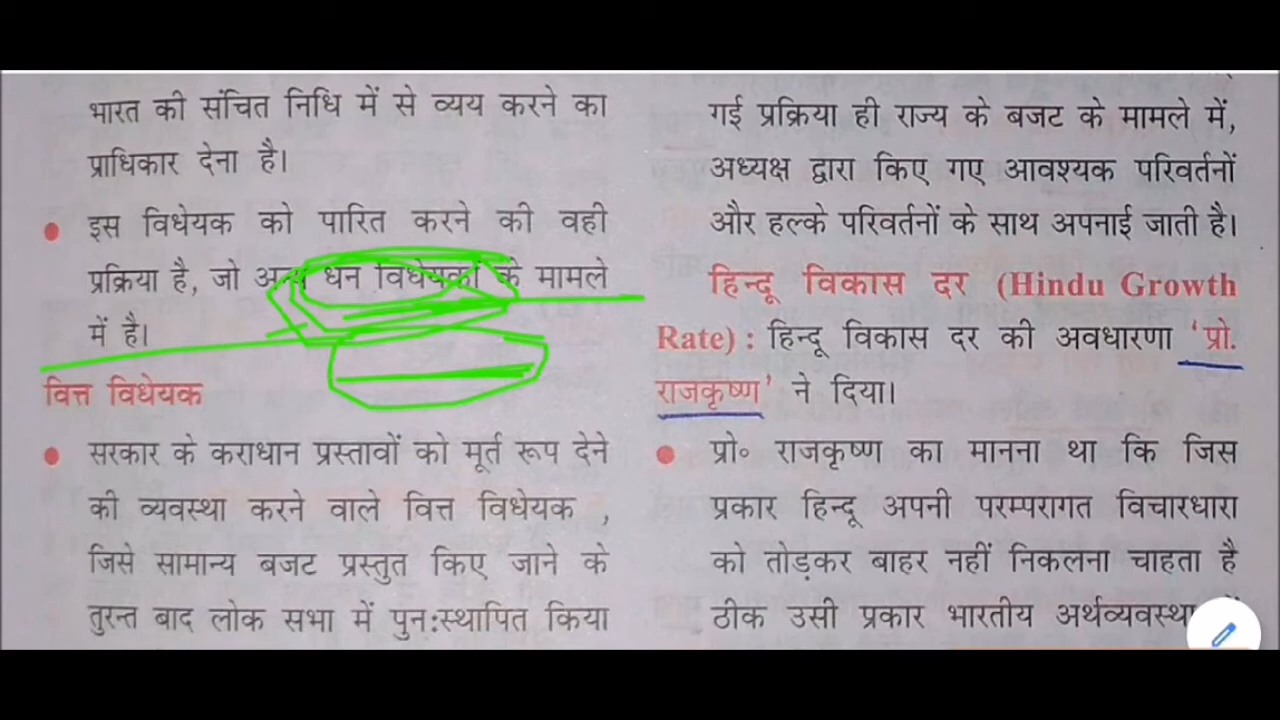 भारत की संचित निधि में से व्यय करने का
प्राधिकार देना है।
इस विधेयक को पारित करने की वही
प्रक्रिया है, जो अन्य धन विधेयकों के मामले
में है।
वित्त विधेयक
सरकार के कराधान प्रस्तावों को मूर्त रूप देने
की व्यवस्था करने वाले वित्त विधेयक ,
जिसे सामान्य बजट प्रस्तुत किए जाने के
तुरन्त बाद लोक सभा में पुन:स्थापित किया
गई प्रक्रिया ही राज्य के बजट के मामले में,
अध्यक्ष द्वारा किए गए आवश्यक परिवर्तनों
और हल्के परिवर्तनों के साथ अपनाई जाती है।
हिन्दू विकास दर (Hindu Growth
Rate) : हिन्दू विकास दर की अवधारणा 'प्रो.
राजकृष्ण' ने दिया।
प्रो॰ राजकृष्ण का मानना था कि जिस
प्रकार हिन्दू अपनी परम्परागत विचारधारा
को तोड़कर बाहर नहीं निकलना चाहता है
ठीक उसी प्रकार भारतीय अर्थव्यवस्था